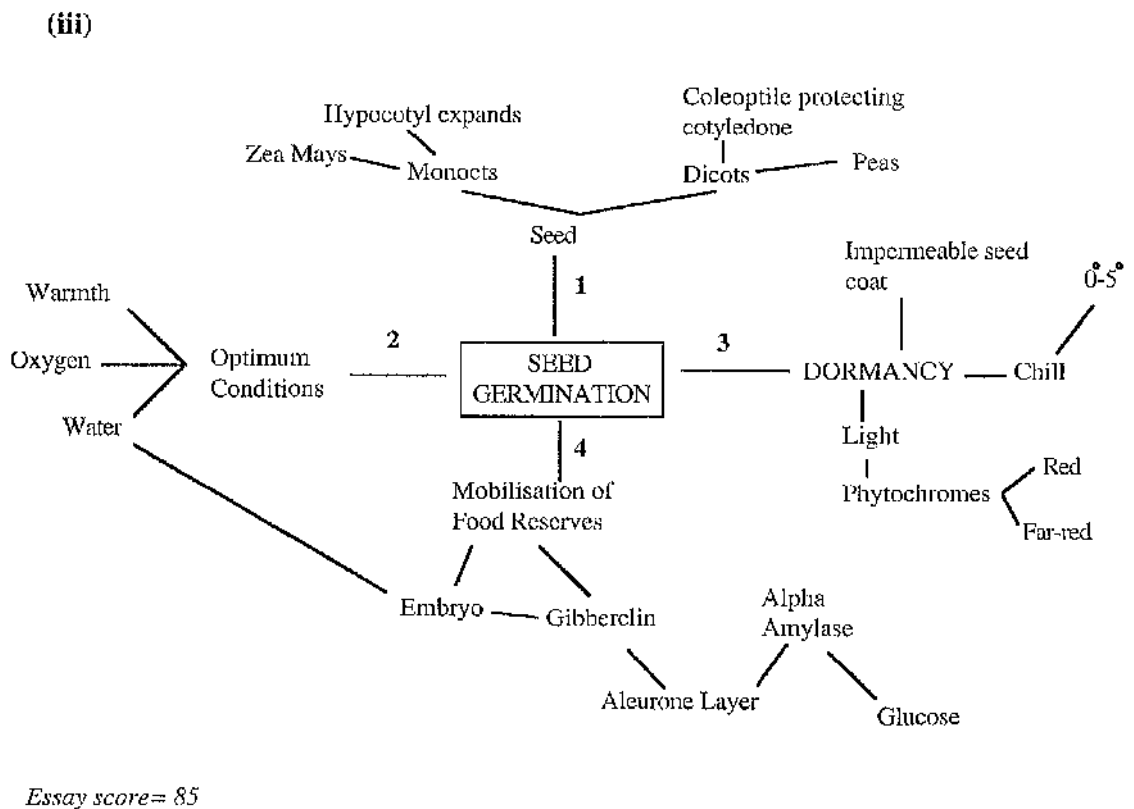 (iii)
Hypocotyl expands
Coleoptile protecting
cotyledone
Zea Mays
Monocts
Dicots
Peas
Seed
1
Impermeable seed
coat
0°-5°
Warmth
Oxygen
Optimum
Conditions
2
SEED
GERMINATION
3
DORMANCY
Chill
Water
4
Light
Mobilisation of
Food Reserves
Phytochromes
Red
Far-red
Embryo
Gibberclin
Alpha
Amylase
Aleurone Layer
Glucose
Essay score= 85